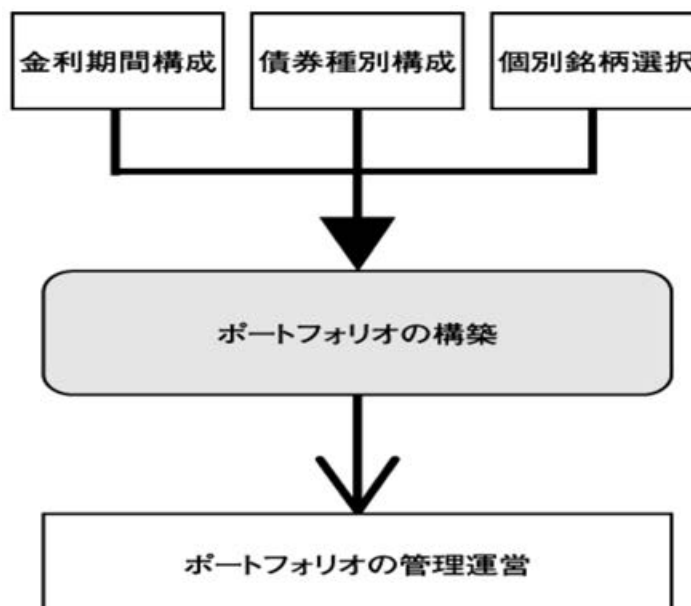 金利期間構成
債券種別構成
個別銘柄選択
ポートフォリオの構築
ポートフォリオの管理運営